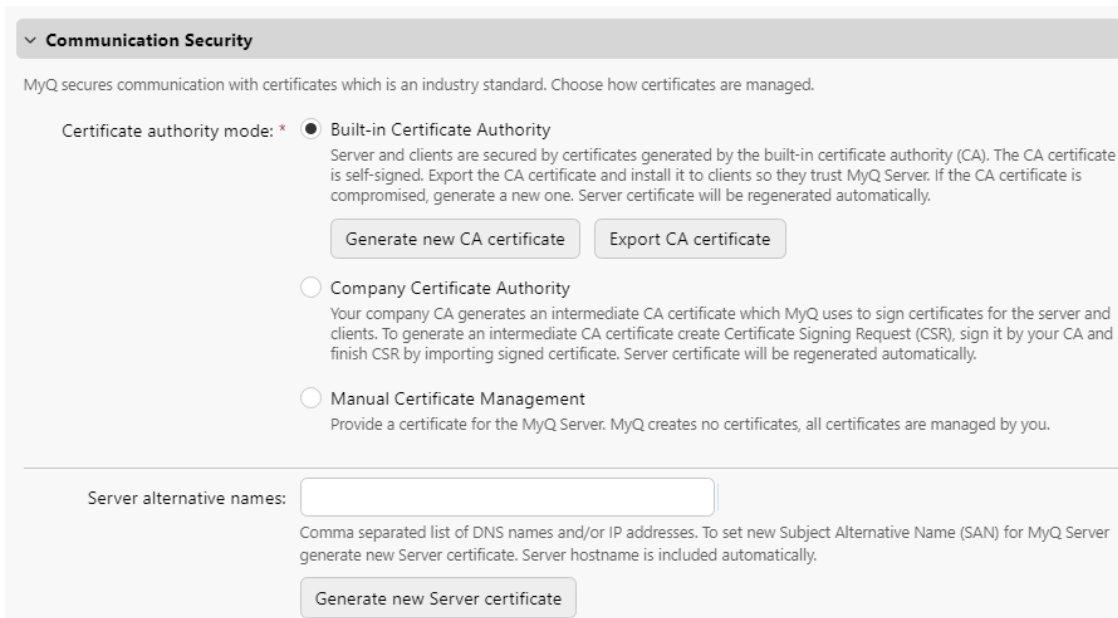 Communication Security
MyQ secures communication with certificates which is an industry standard. Choose how certificates are managed.
Certificate authority mode: * Built-in Certificate Authority
Server and clients are secured by certificates generated by the built-in certificate authority (CA). The CA certificate
is self-signed. Export the CA certificate and install it to clients so they trust MyQ Server. If the CA certificate is
compromised, generate a new one. Server certificate will be regenerated automatically.
Generate new CA certificate Export CA certificate
Company Certificate Authority
Your company CA generates an intermediate CA certificate which MyQ uses to sign certificates for the server and
clients. To generate an intermediate CA certificate create Certificate Signing Request (CSR), sign it by your CA and
finish CSR by importing signed certificate. Server certificate will be regenerated automatically.
Manual Certificate Management
Provide a certificate for the MyQ Server. MyQ creates no certificates, all certificates are managed by you.
Server alternative names:
Comma separated list of DNS names and/or IP addresses. To set new Subject Alternative Name (SAN) for MyQ Server
generate new Server certificate. Server hostname is included automatically.
Generate new Server certificate